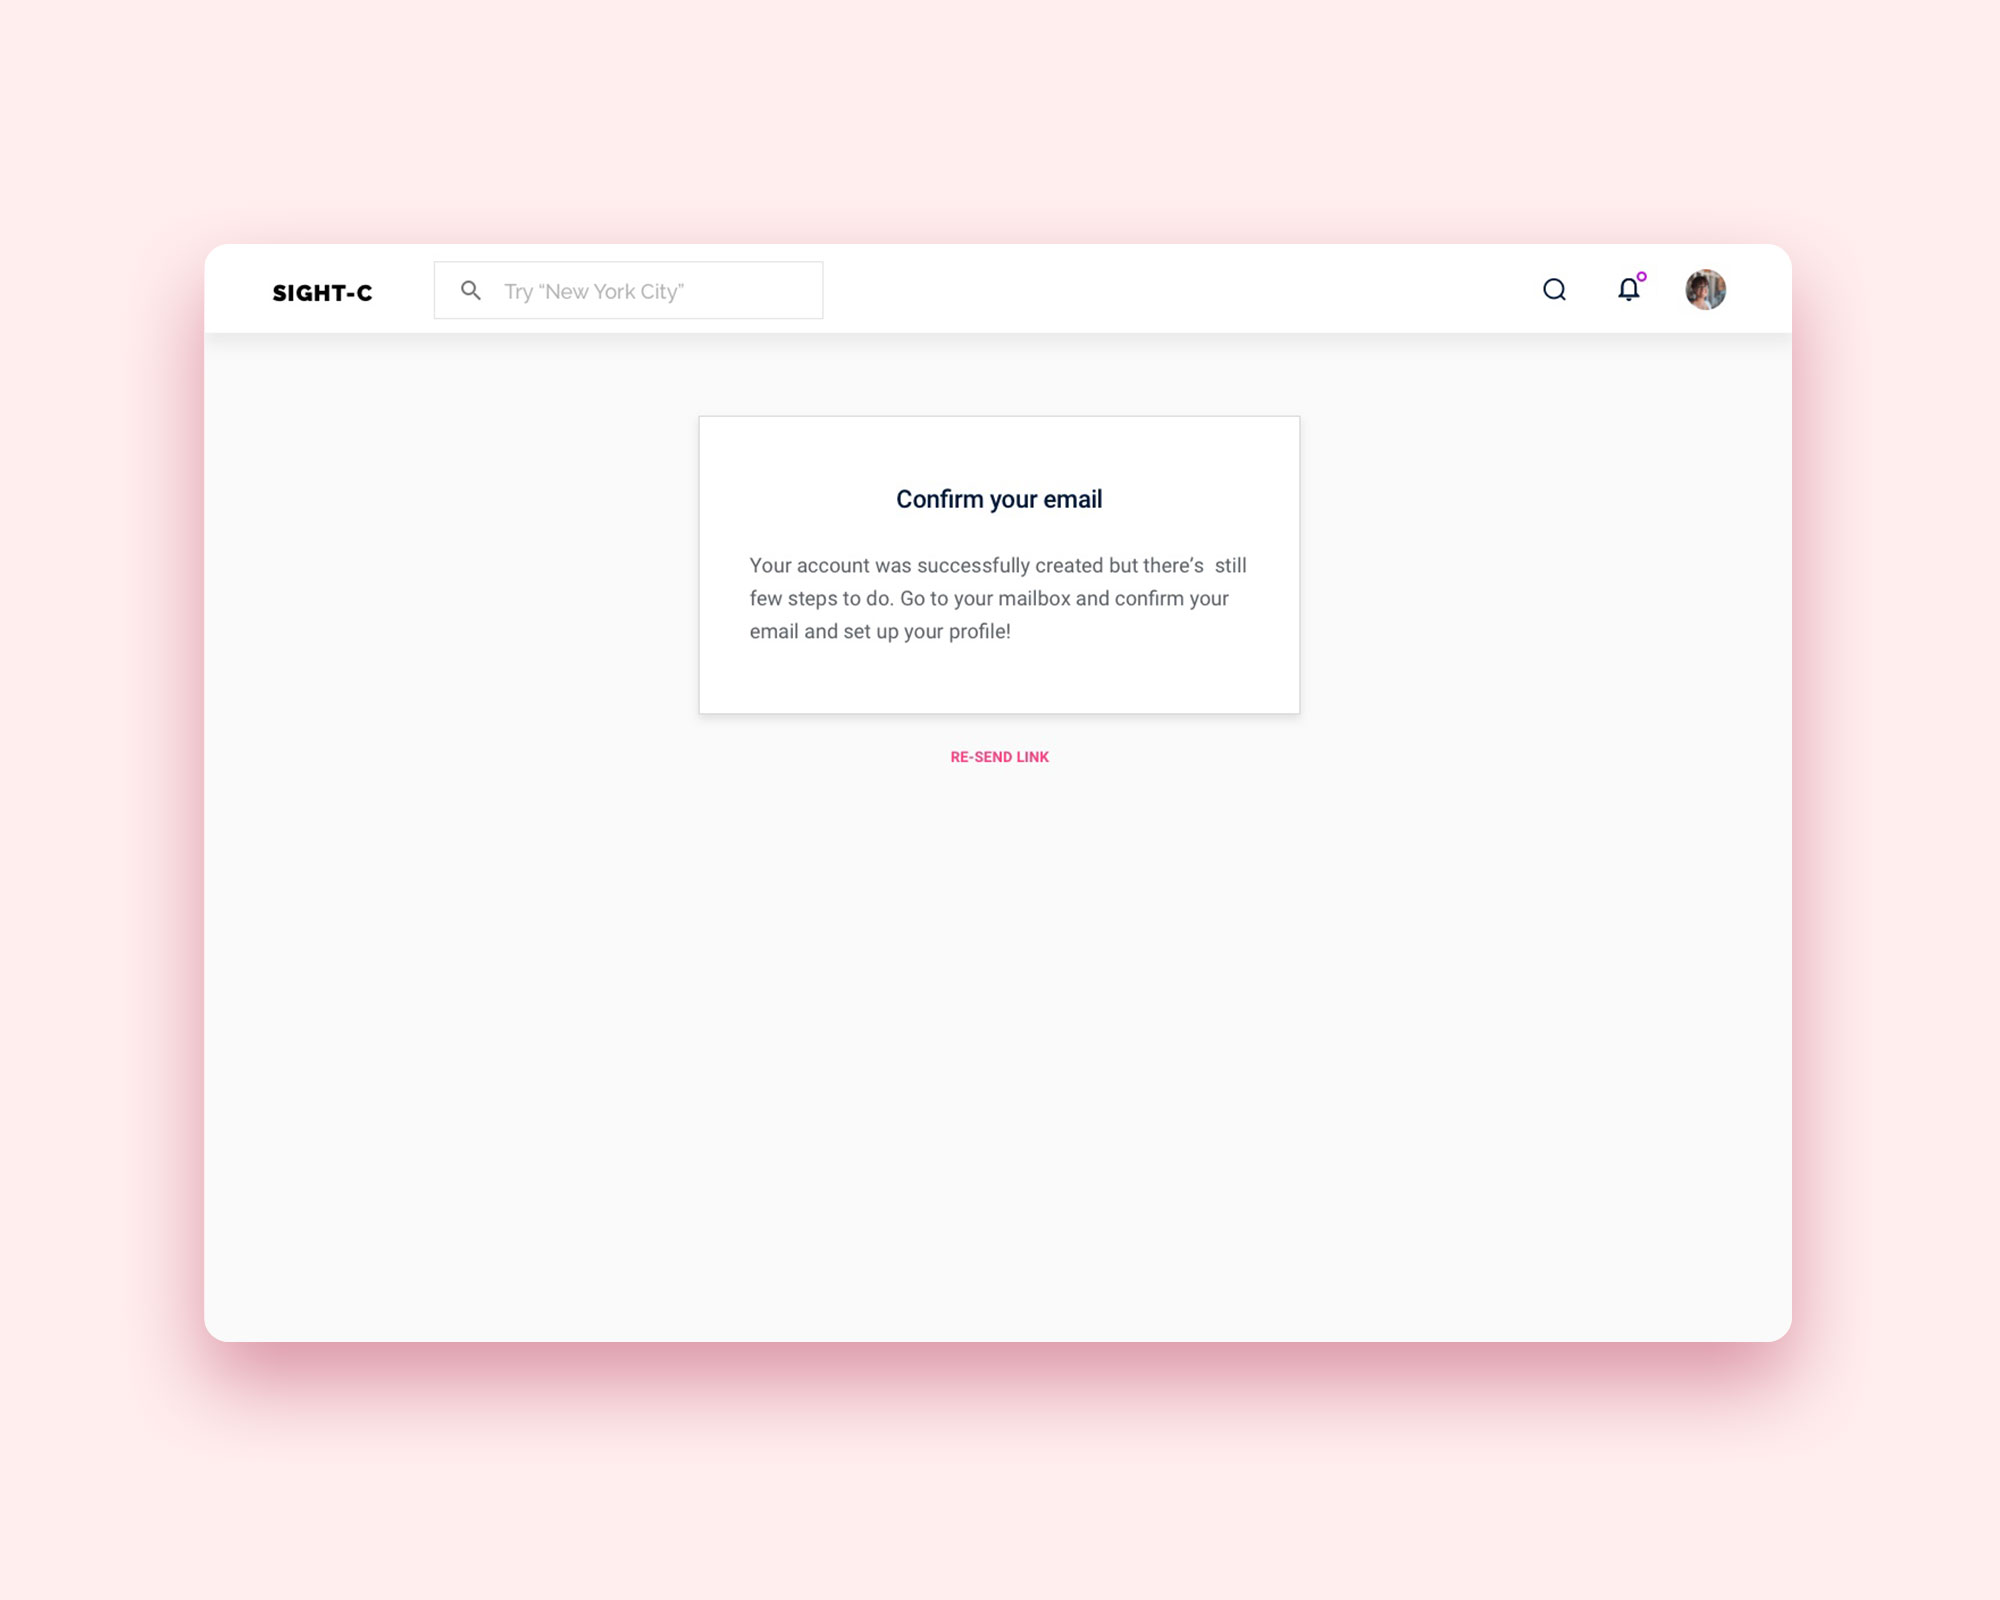 SIGHT-C
Try “New York City”
Confirm your email
Your account was successfully created but there’s  still
few steps to do. Go to your mailbox and confirm your
email and set up your profile!
RE-SEND LINK